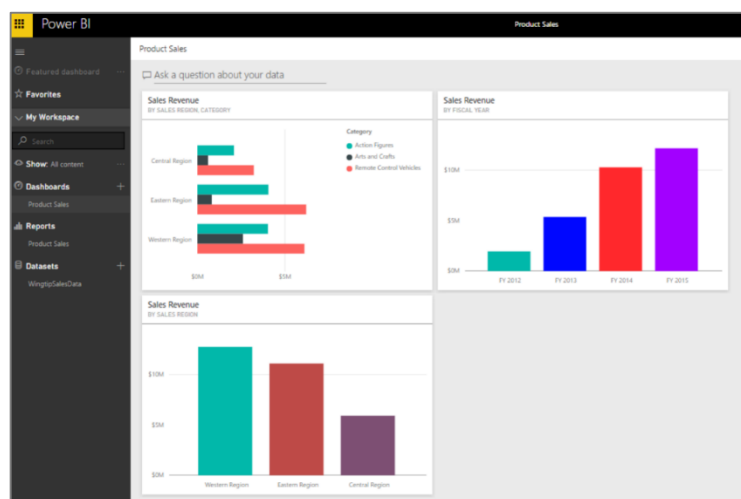 Power BI
Product Sales
Featured dashboard
Favorites
My Workspace
Search
Show: All content
Dashboards
Product Sales
Reports
Product Sales
Datasets
WingtipSalesData
Product Sales
Ask a question about your data
Sales Revenue
BY SALES REGION, CATEGORY
Central Region
Eastern Region
Western Region
$0M
$5M
Category
Action Figures
Arts and Crafts
Remote Control Vehicles
Sales Revenue
BY FISCAL YEAR
$10M
$5M
$0M
FY 2012
FY 2013
FY 2014
FY 2015
Sales Revenue
BY SALES REGION
$10M
$5M
$0M
Western Region
Eastern Region
Central Region